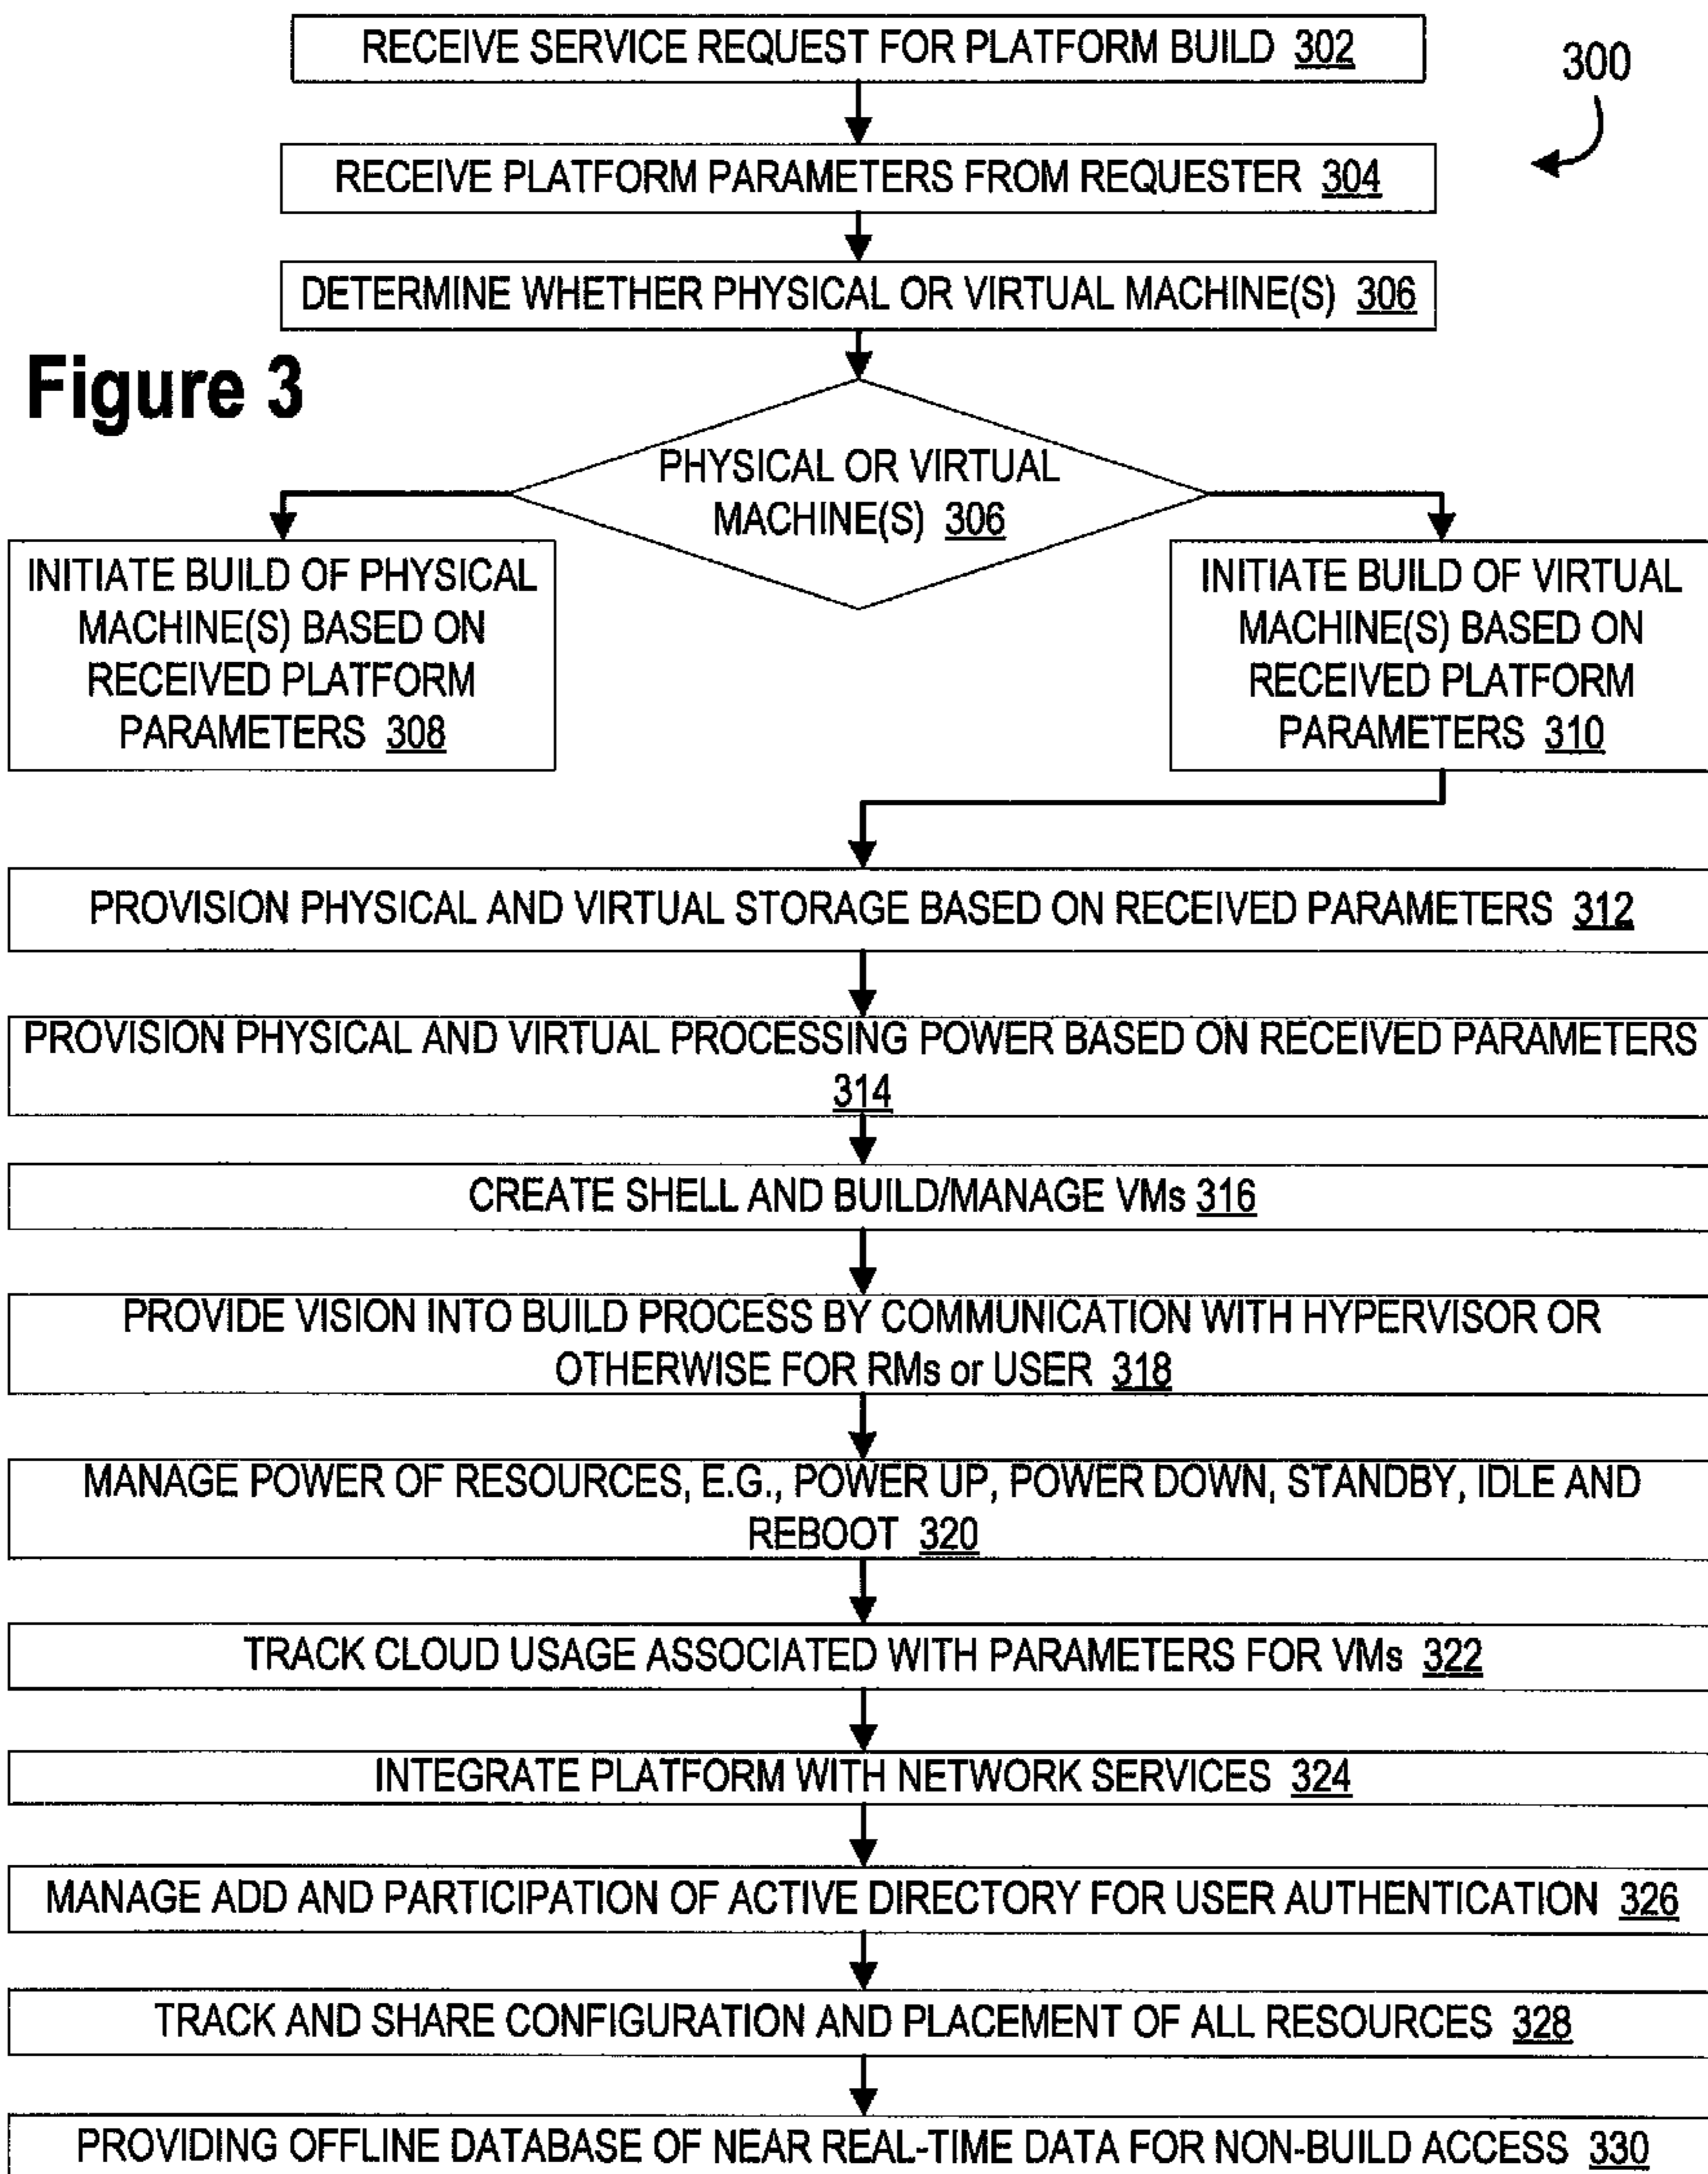 RECEIVE SERVICE REQUEST FOR PLATFORM BUILD 302
300
RECEIVE PLATFORM PARAMETERS FROM REQUESTER 304
DETERMINE WHETHER PHYSICAL OR VIRTUAL MACHINE(S) 306
Figure 3
PHYSICAL OR VIRTUAL
MACHINE(S) 306
INITIATE BUILD OF PHYSICAL
MACHINE(S) BASED ON
RECEIVED PLATFORM
PARAMETERS 308
INITIATE BUILD OF VIRTUAL
MACHINE(S) BASED ON
RECEIVED PLATFORM
PARAMETERS 310
PROVISION PHYSICAL AND VIRTUAL STORAGE BASED ON RECEIVED PARAMETERS 312
PROVISION PHYSICAL AND VIRTUAL PROCESSING POWER BASED ON RECEIVED PARAMETERS
314
CREATE SHELL AND BUILD/MANAGE VMs 316
PROVIDE VISION INTO BUILD PROCESS BY COMMUNICATION WITH HYPERVISOR OR
OTHERWISE FOR RMs or USER 318
MANAGE POWER OF RESOURCES, E.G., POWER UP, POWER DOWN, STANDBY, IDLE AND
REBOOT 320
TRACK CLOUD USAGE ASSOCIATED WITH PARAMETERS FOR VMs 322
INTEGRATE PLATFORM WITH NETWORK SERVICES 324
MANAGE ADD AND PARTICIPATION OF ACTIVE DIRECTORY FOR USER AUTHENTICATION 326
TRACK AND SHARE CONFIGURATION AND PLACEMENT OF ALL RESOURCES 328
PROVIDING OFFLINE DATABASE OF NEAR REAL-TIME DATA FOR NON-BUILD ACCESS 330